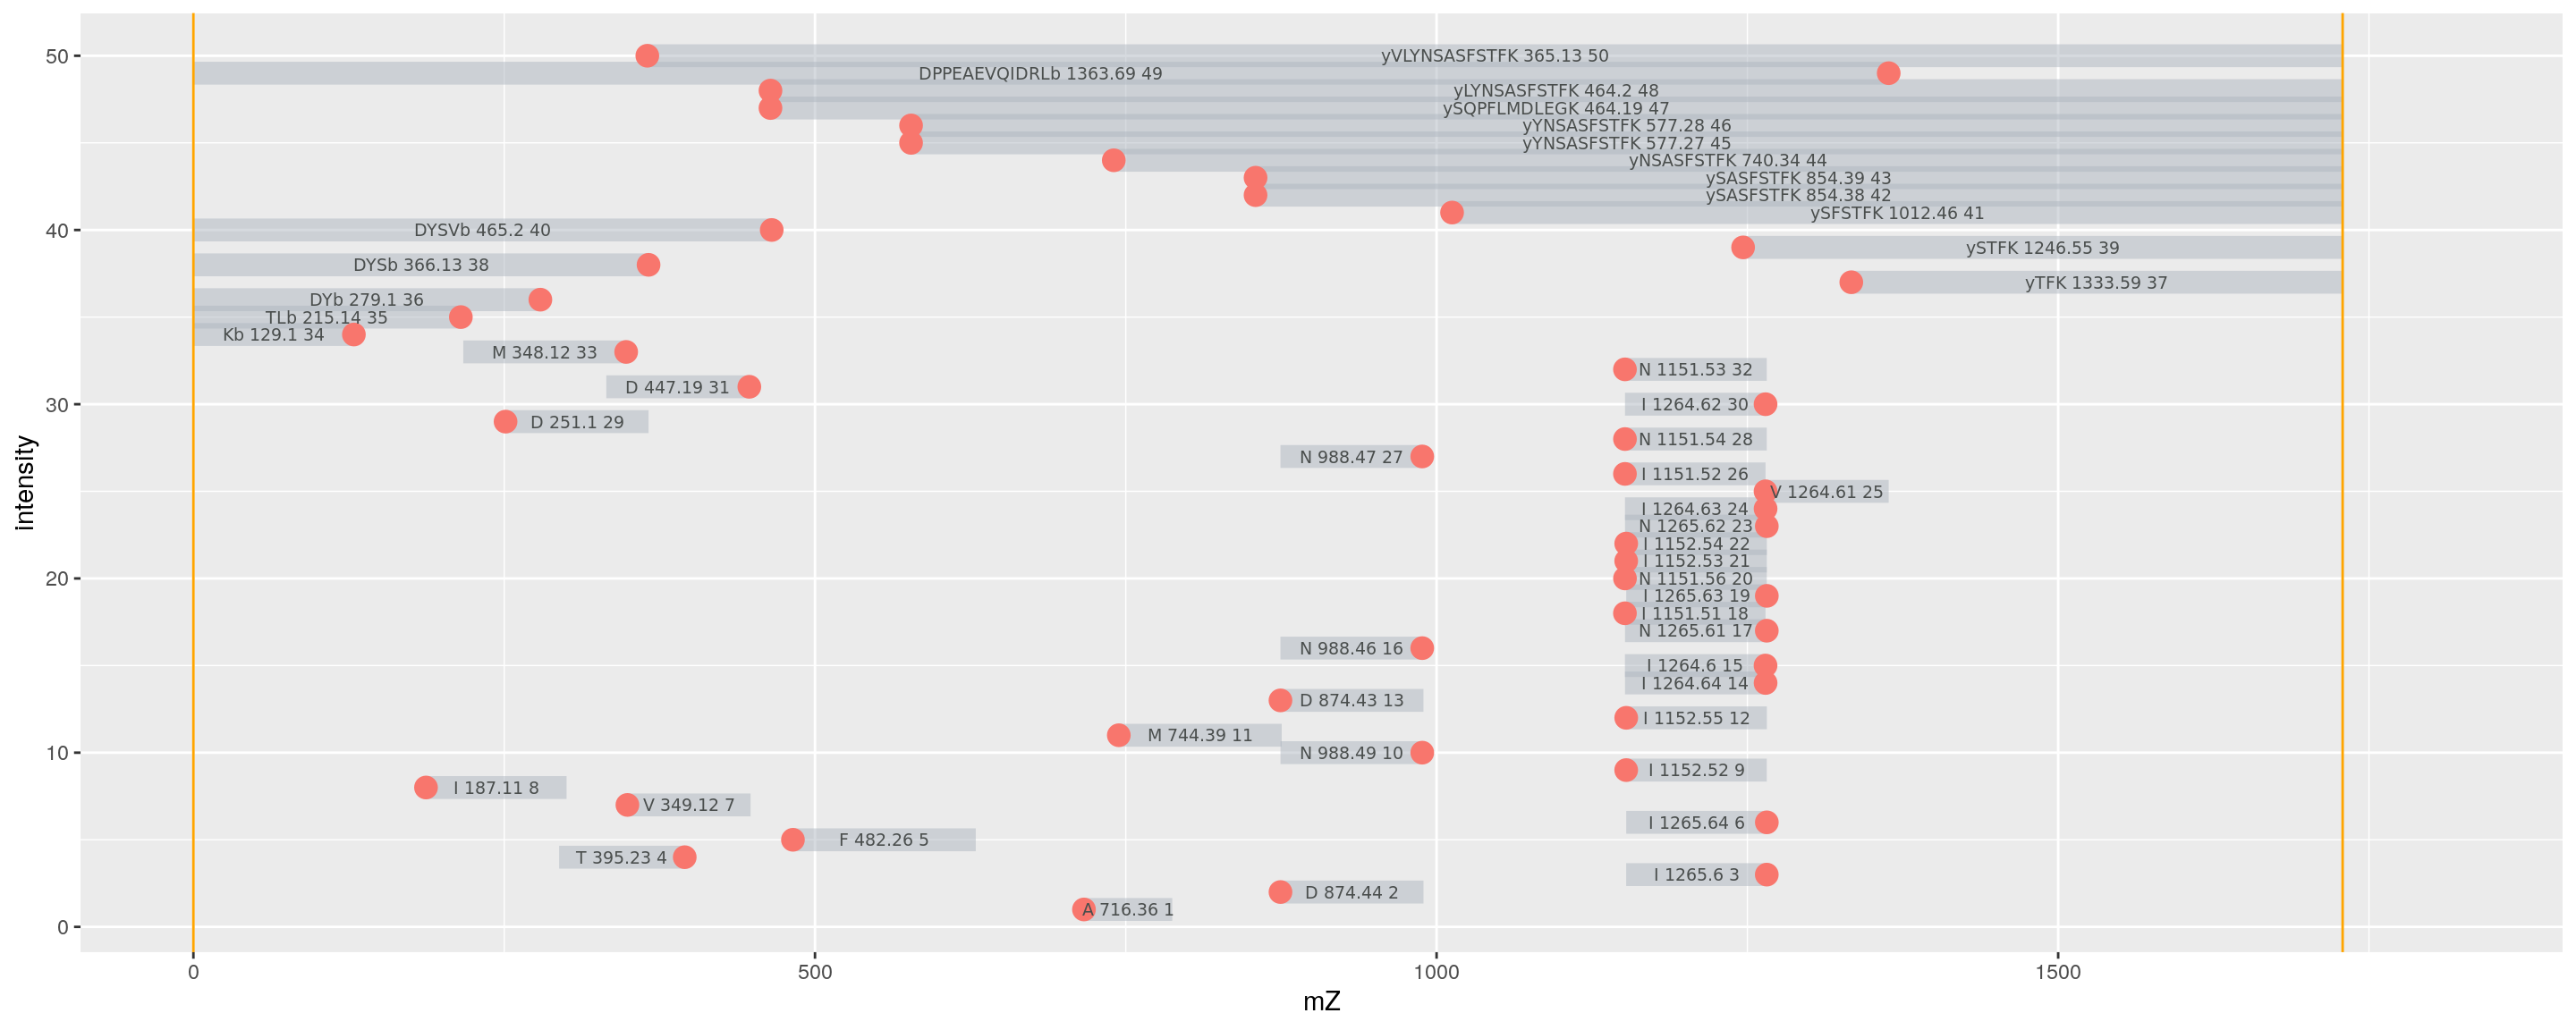 50
yVLYNSASFSTFK 365.13 50
DPPEAEVQIDRLb 1363.69 49
yLYNSASFSTFK 464.2 48
ySQPFLMDLEGK 464.19 47
yYNSASFSTFK 577.28 46
yYNSASFSTFK 577.27 45
yNSASFSTFK 740.34 44
ySASFSTFK 854.39 43
ySASFSTFK 854.38 42
ySFSTFK 1012.46 41
40
DYSVb 465.2 40
ySTFK 1246.55 39
DYSb 366.13 38
yTFK 1333.59 37
DYb 279.1 36
TLb 215.14 35
Kb 129.1 34
M 348.12 33
N 1151.53 32
D 447.19 31
30
I 1264.62 30
D 251.1 29
N 1151.54 28
N 988.47 27
I 1151.52 26
V 1264.61 25
I 1264.63 24
N 1265.62 23
I 1152.54 22
I 1152.53 21
20
N 1151.56 20
I 1265.63 19
I 1151.51 18
N 1265.61 17
N 988.46 16
I 1264.6 15
I 1264.64 14
D 874.43 13
I 1152.55 12
M 744.39 11
10
N 988.49 10
I 1152.52 9
I 187.11 8
V 349.12 7
I 1265.64 6
F 482.26 5
T 395.23 4
I 1265.6 3
D 874.44 2
A 716.36 1
0
intensity
0 500 1000 1500
mZ